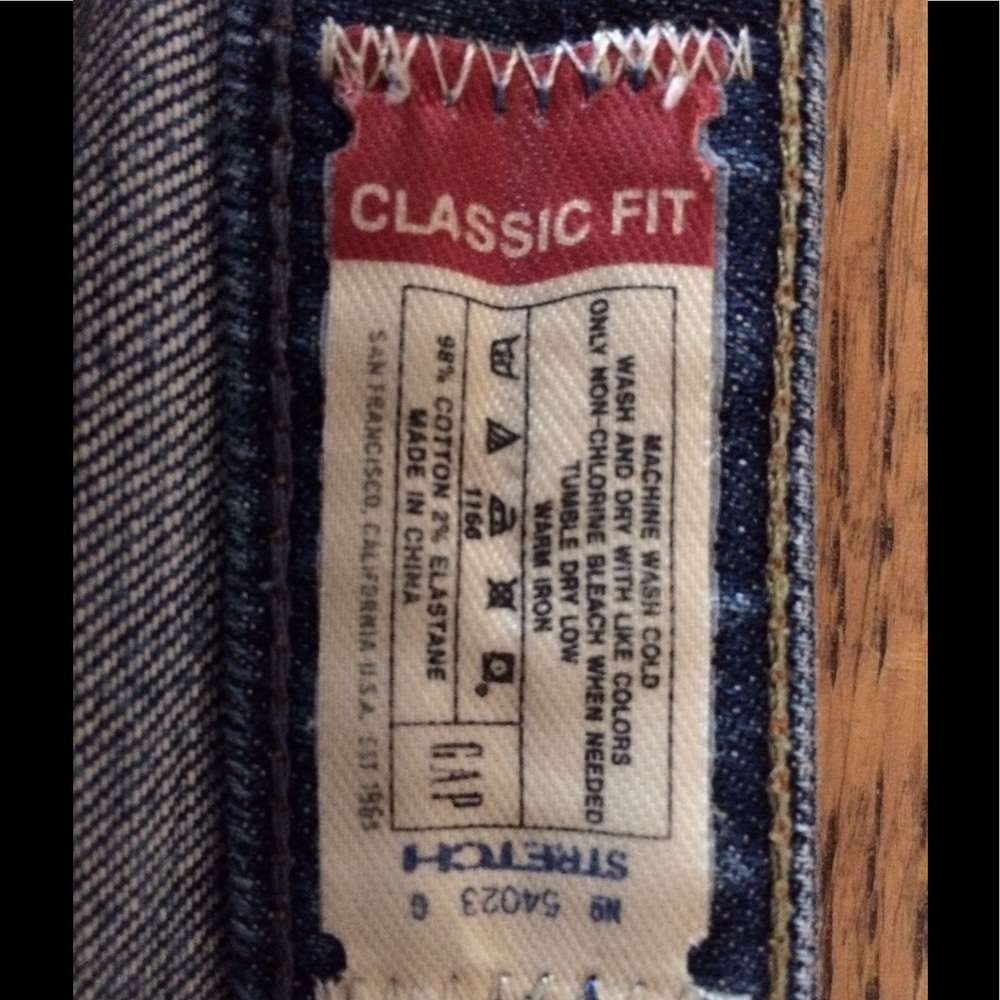 CLASSIC FIT
MACHINE WASH COLD
WASH AND DRY WITH LIKE COLORS
ONLY NON-CHLORINE BLEACH WHEN NEEDED
TUMBLE DRY LOW
WARM IRON
1166
98% COTTON 2% ELASTANE
MADE IN CHINA
GAP
SAN FRANCISCO, CALIFORNIA U.S.A. EST 1969
STRETCH
Nº 54023 G